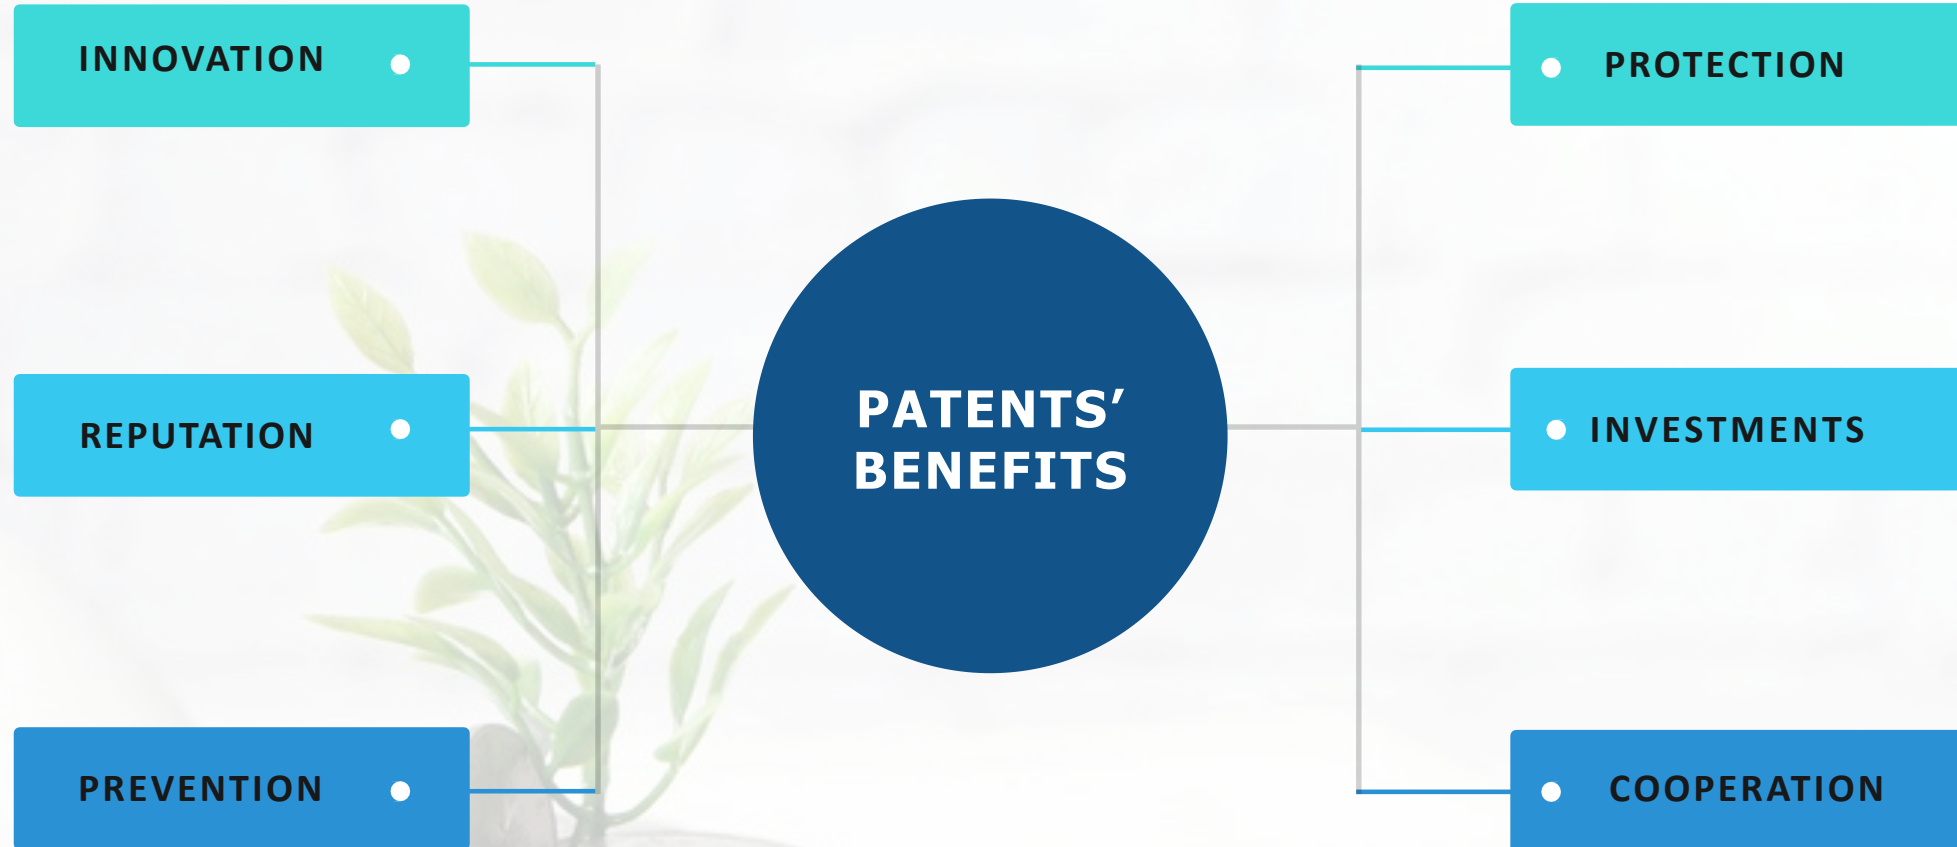 INNOVATION
PROTECTION
PATENTS’
BENEFITS
REPUTATION
INVESTMENTS
PREVENTION
COOPERATION